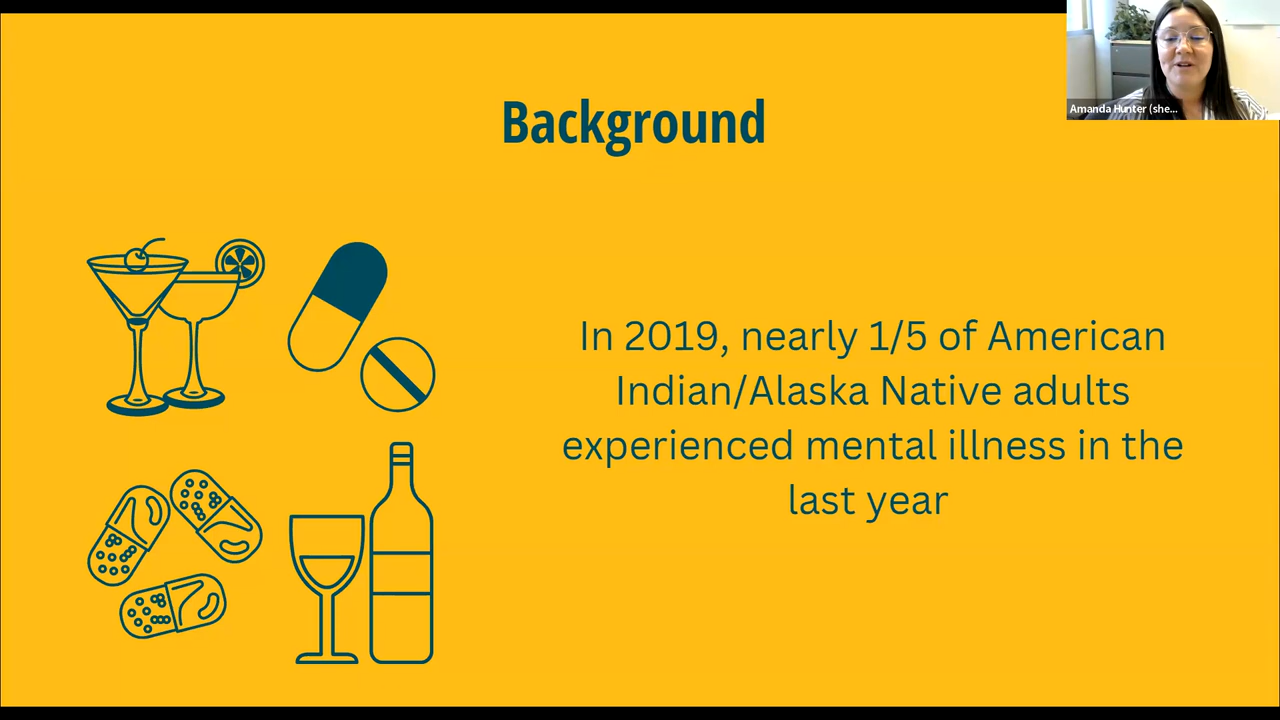 Background
Amanda Hunter (she...
In 2019, nearly 1/5 of American
Indian/Alaska Native adults
experienced mental illness in the
last year